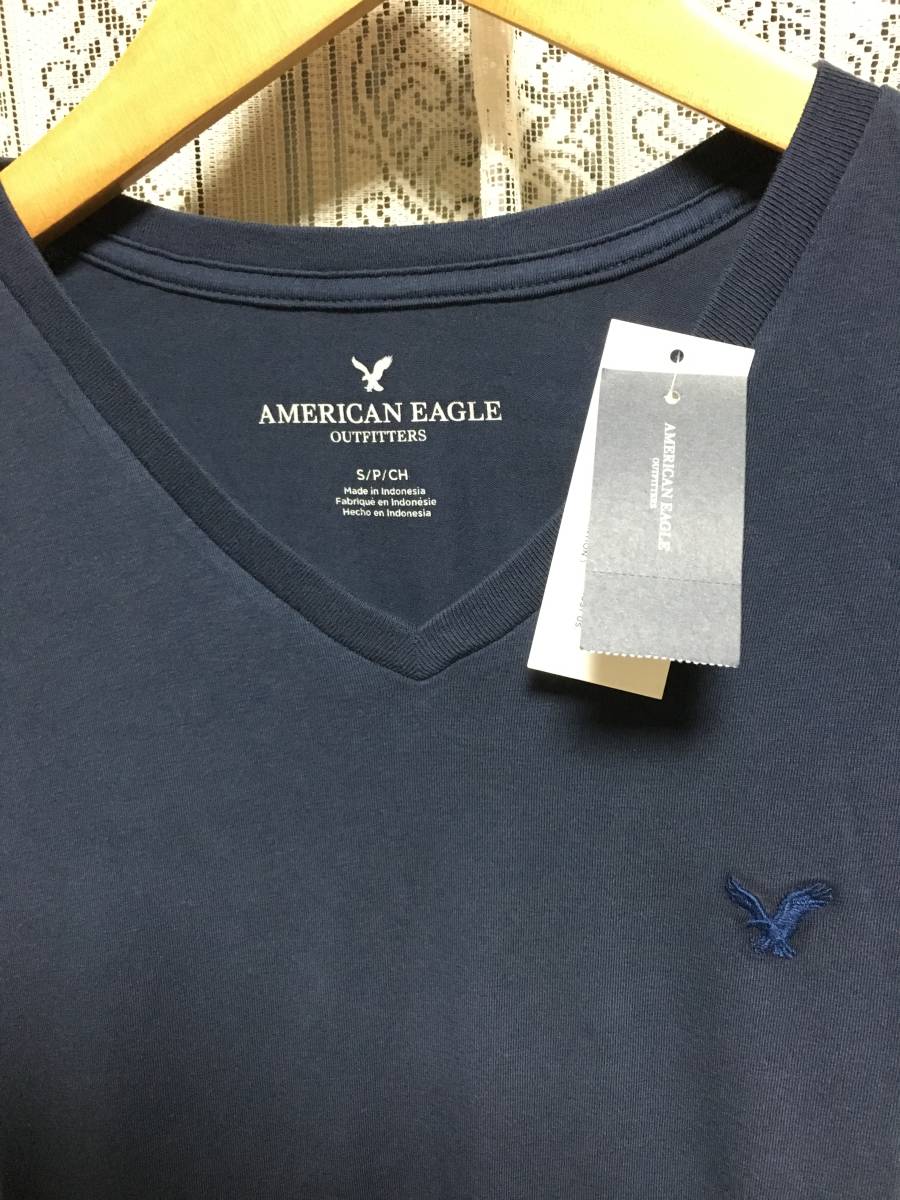 AMERICAN EAGLE
OUTFITTERS
S/P/CH
Made in Indonesia
Fabriqué en Indonésie
Hecho en Indonesia
AMERICAN EAGLE
OUTFITTERS